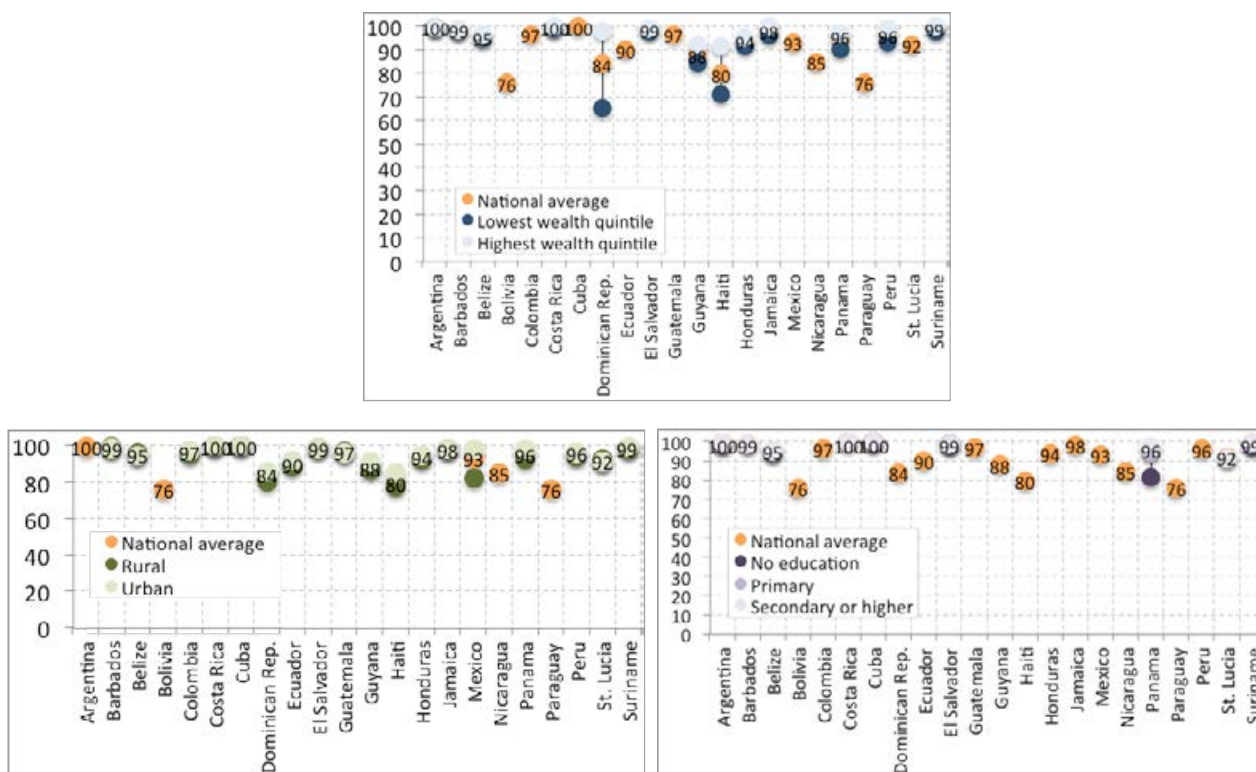 100
90
80
70
60
50
40
30
20
10
0
100 99 95 76 97 100 100 84 90 99 97 88 80 94 98 93 85 96 76 96 92 99
National average
Lowest wealth quintile
Highest wealth quintile
Argentina
Barbados
Belize
Bolivia
Colombia
Costa Rica
Cuba
Dominican Rep.
Ecuador
El Salvador
Guatemala
Guyana
Haiti
Honduras
Jamaica
Mexico
Nicaragua
Panama
Paraguay
Peru
St. Lucia
Suriname
100
80
60
40
20
0
100 99 95 76 97 100 100 84 90 99 97 88 80 94 98 93 85 96 76 96 92 99
National average
Rural
Urban
Argentina
Barbados
Belize
Bolivia
Colombia
Costa Rica
Cuba
Dominican Rep.
Ecuador
El Salvador
Guatemala
Guyana
Haiti
Honduras
Jamaica
Mexico
Nicaragua
Panama
Paraguay
Peru
St. Lucia
Suriname
100
90
80
70
60
50
40
30
20
10
0
100 99 95 76 97 100 100 84 90 99 97 88 80 94 98 93 85 96 76 96 92 99
National average
No education
Primary
Secondary or higher
Argentina
Barbados
Belize
Bolivia
Colombia
Costa Rica
Cuba
Dominican Rep.
Ecuador
El Salvador
Guatemala
Guyana
Haiti
Honduras
Jamaica
Mexico
Nicaragua
Panama
Paraguay
Peru
St. Lucia
Suriname